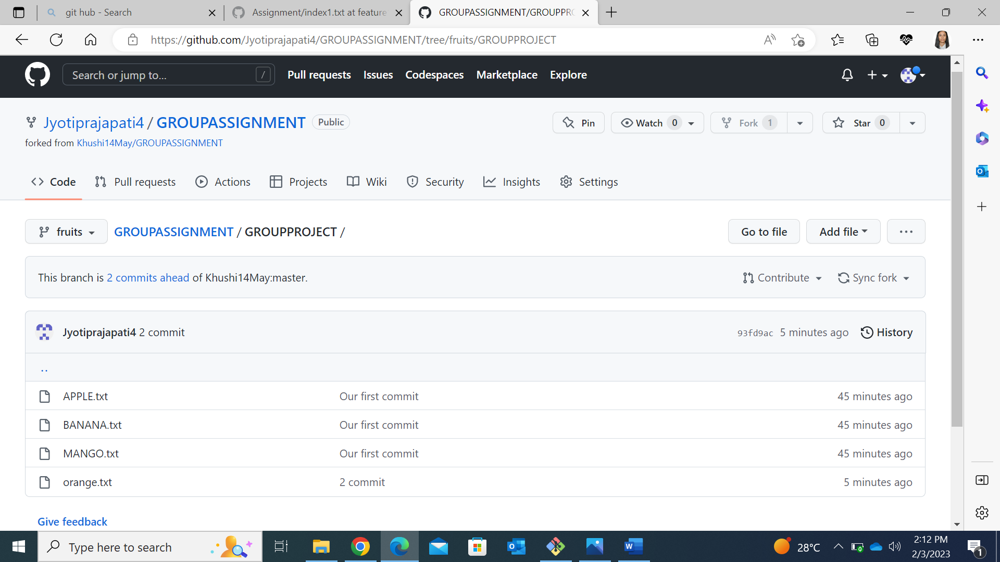 git hub - Search
Assignment/index1.txt at feature
GROUPASSIGNMENT/GROUPPRO
https://github.com/Jyotiprajapati4/GROUPASSIGNMENT/tree/fruits/GROUPPROJECT
Search or jump to... /
Pull requests Issues Codespaces Marketplace Explore
Jyotiprajapati4 / GROUPASSIGNMENT Public
Pin Watch 0 Fork 1 Star 0
forked from Khushi14May/GROUPASSIGNMENT
Code Pull requests Actions Projects Wiki Security Insights Settings
fruits GROUPASSIGNMENT / GROUPPROJECT / Go to file Add file
This branch is 2 commits ahead of Khushi14May:master. Contribute Sync fork
Jyotiprajapati4 2 commit 93fd9ac 5 minutes ago History
..
APPLE.txt Our first commit 45 minutes ago
BANANA.txt Our first commit 45 minutes ago
MANGO.txt Our first commit 45 minutes ago
orange.txt 2 commit 5 minutes ago
Give feedback
Type here to search
28°C
2:12 PM
2/3/2023
1